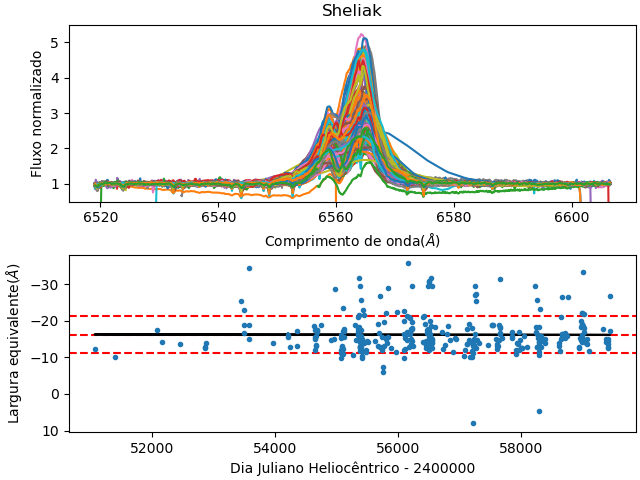 Sheliak
Fluxo normalizado
5
4
3
2
1
6520 6540 6560 6580 6600
Comprimento de onda(Å)
Largura equivalente(Å)
−30
−20
−10
0
10
52000 54000 56000 58000
Dia Juliano Heliocêntrico - 2400000